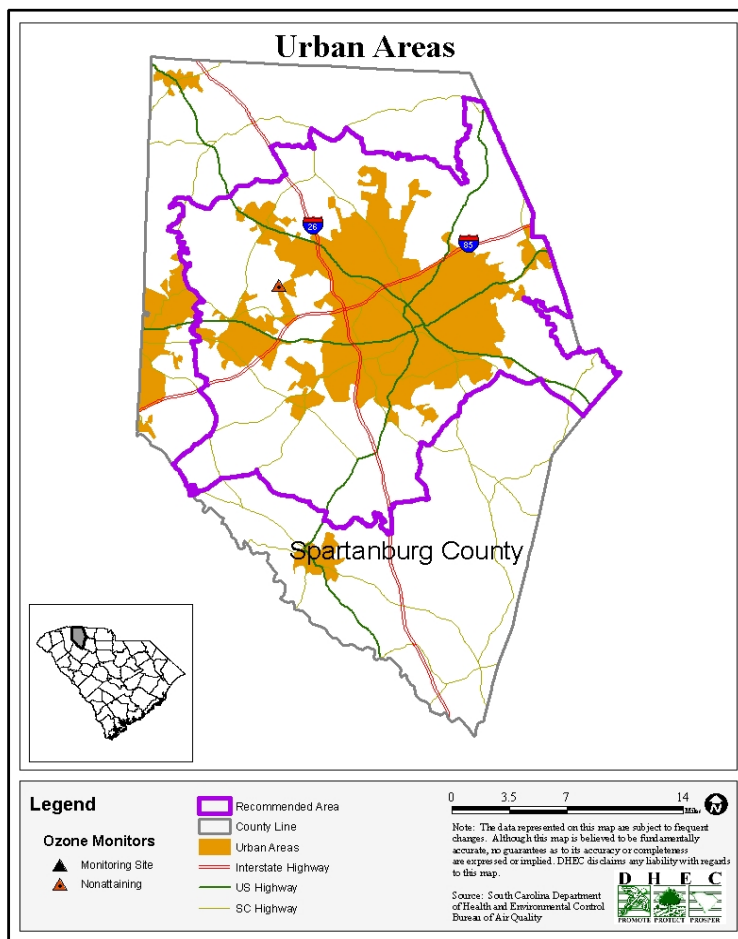 Urban Areas
26
85
Spartanburg County
Legend
Ozone Monitors
Monitoring Site
Nonattaining
Recommended Area
County Line
Urban Areas
Interstate Highway
US Highway
SC Highway
0 3.5 7 14
Miles
N
Note: The data represented on this map are subject to frequent
changes. Although this map is believed to be fundamentally
accurate, no guarantees as to its accuracy or completeness
are expressed or implied. DHEC disclaims any liability with regards
to this map.
Source: South Carolina Department
of Health and Environmental Control
Bureau of Air Quality
D H E C
PROMOTE PROTECT PROSPER